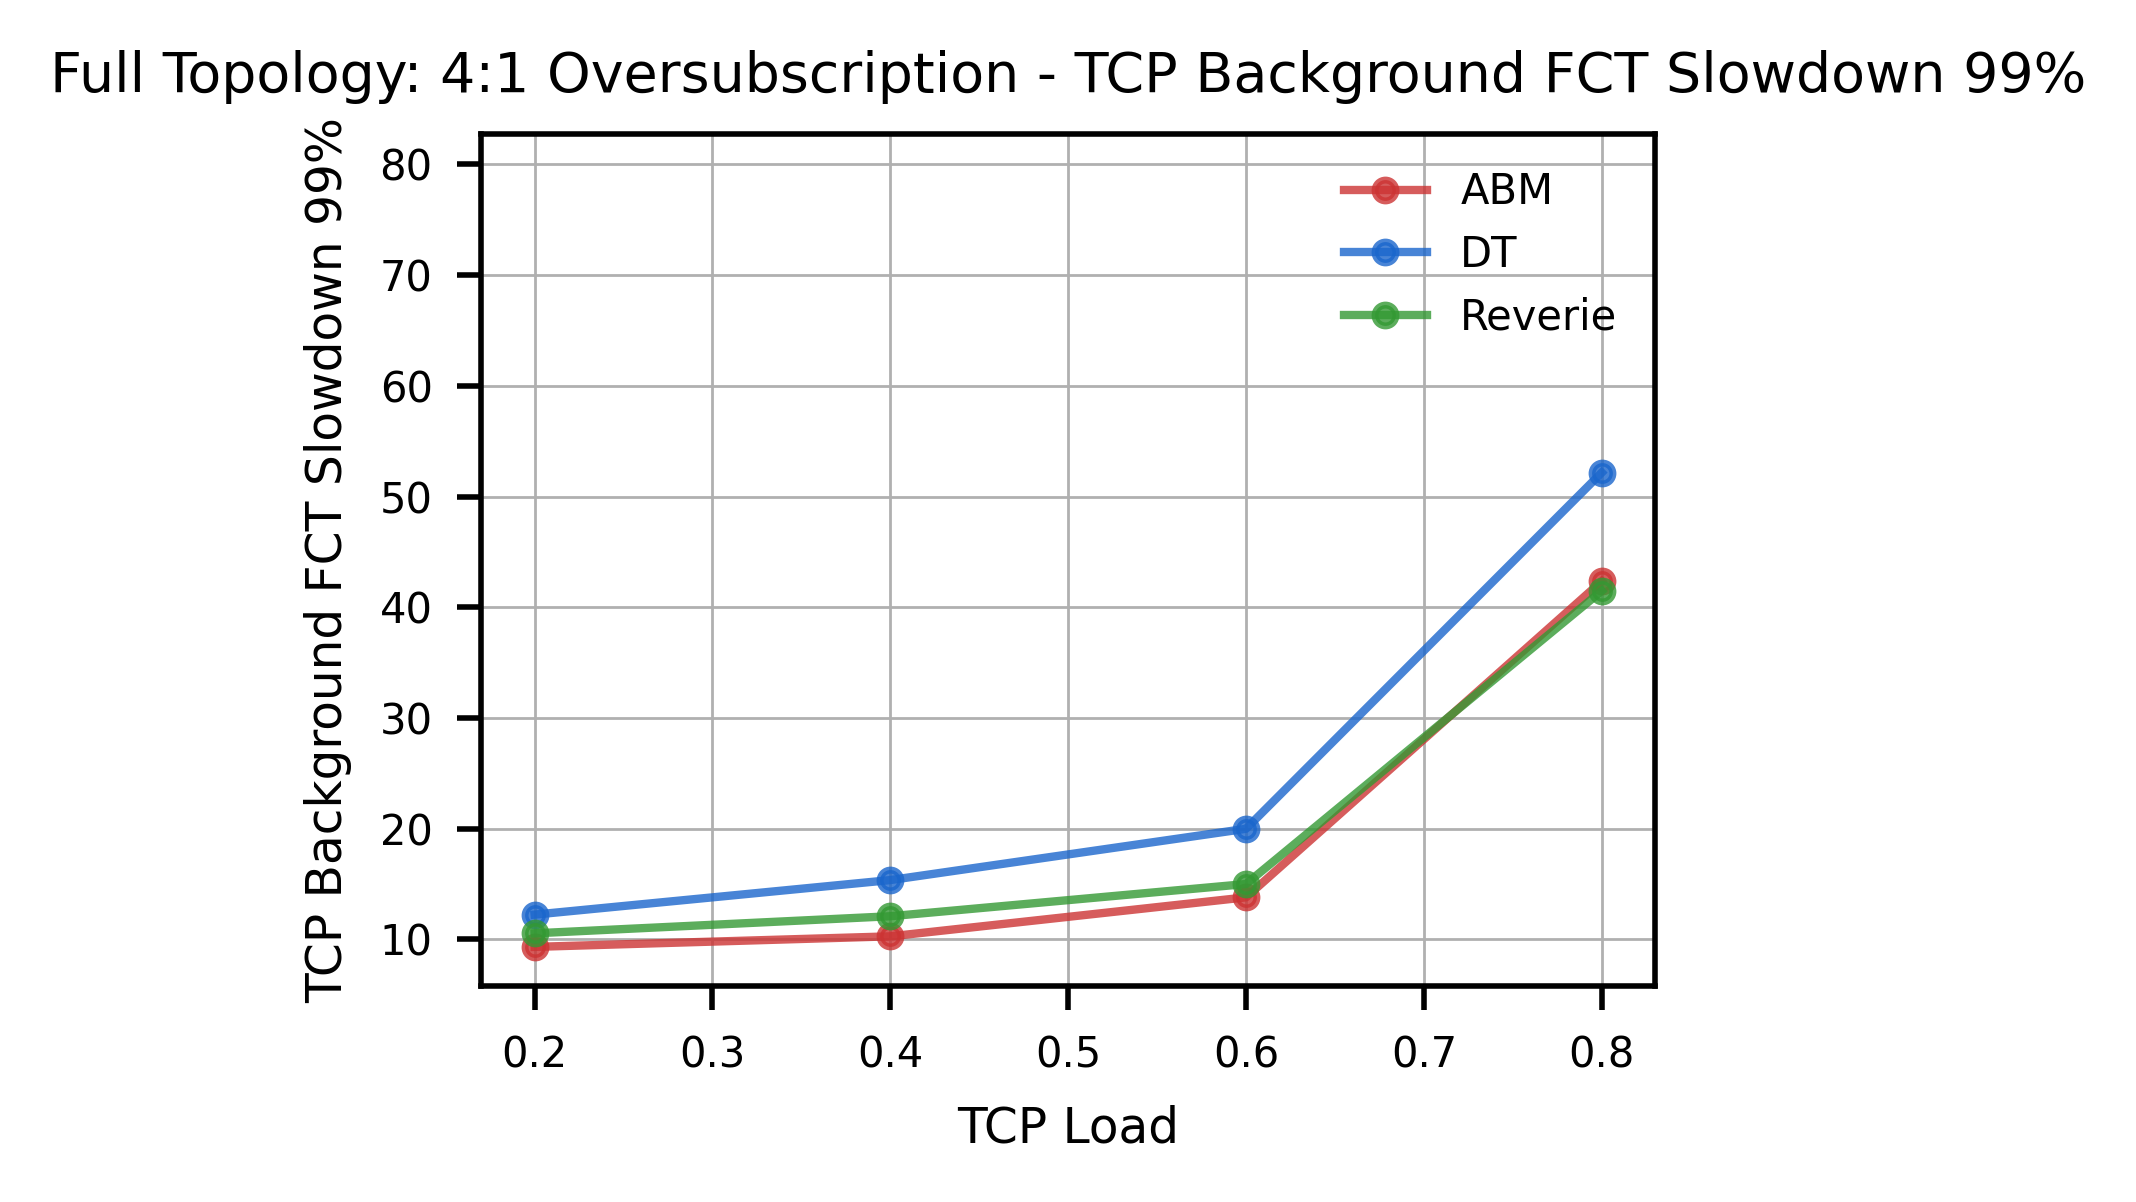 Full Topology: 4:1 Oversubscription - TCP Background FCT Slowdown 99%
TCP Background FCT Slowdown 99%
80
70
60
50
40
30
20
10
ABM
DT
Reverie
0.2 0.3 0.4 0.5 0.6 0.7 0.8
TCP Load